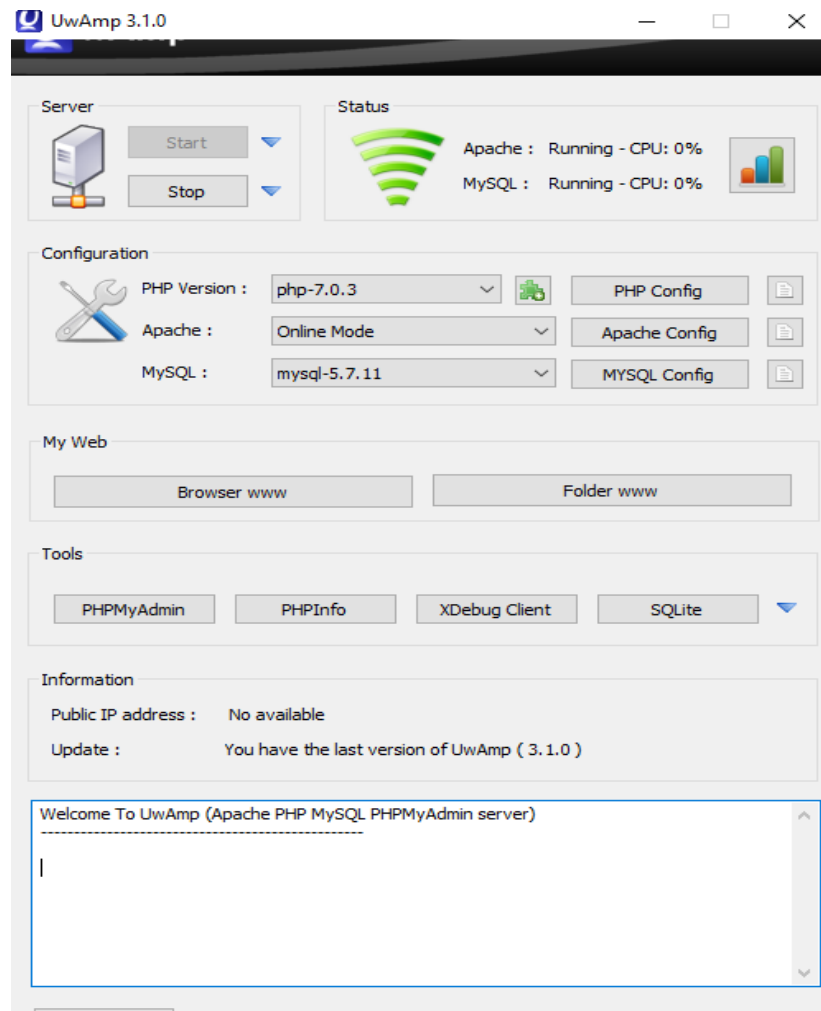 UwAmp 3.1.0
Server
Start
Stop
Status
Apache : Running - CPU: 0%
MySQL : Running - CPU: 0%
Configuration
PHP Version : php-7.0.3 PHP Config
Apache : Online Mode Apache Config
MySQL : mysql-5.7.11 MYSQL Config
My Web
Browser www Folder www
Tools
PHPMyAdmin PHPInfo XDebug Client SQLite
Information
Public IP address : No available
Update : You have the last version of UwAmp ( 3.1.0 )
Welcome To UwAmp (Apache PHP MySQL PHPMyAdmin server)
-------------------------------------------------